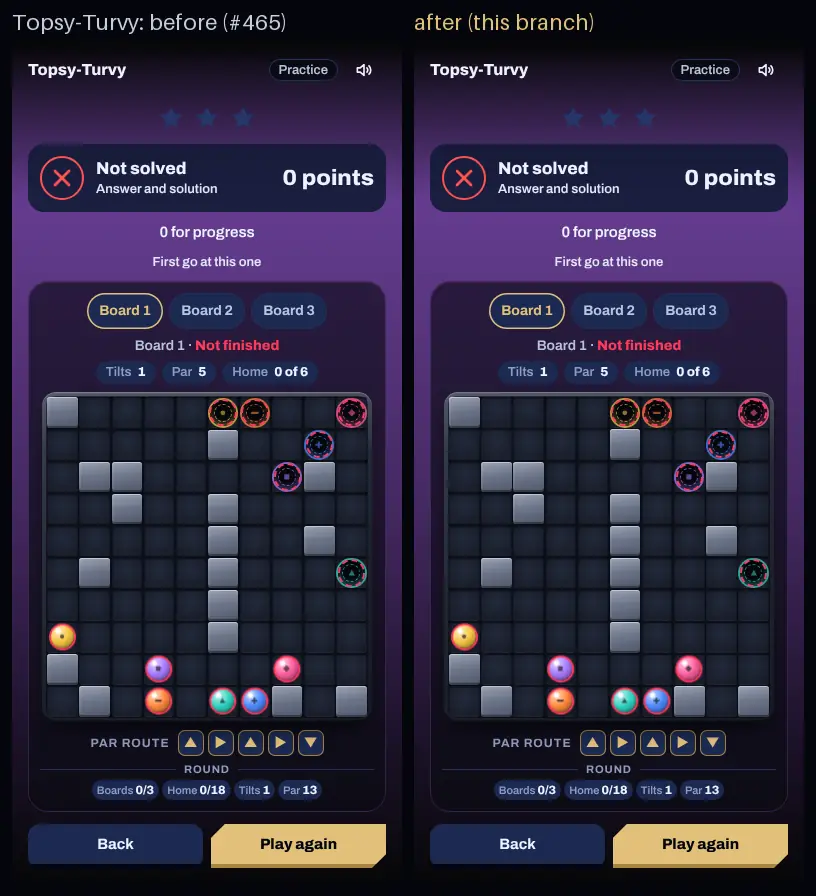 Topsy-Turvy: before (#465)
Topsy-Turvy
Practice
Not solved
Answer and solution
0 points
0 for progress
First go at this one
Board 1
Board 2
Board 3
Board 1 · Not finished
Tilts 1
Par 5
Home 0 of 6
PAR ROUTE
ROUND
Boards 0/3
Home 0/18
Tilts 1
Par 13
Back
Play again
after (this branch)
Topsy-Turvy
Practice
Not solved
Answer and solution
0 points
0 for progress
First go at this one
Board 1
Board 2
Board 3
Board 1 · Not finished
Tilts 1
Par 5
Home 0 of 6
PAR ROUTE
ROUND
Boards 0/3
Home 0/18
Tilts 1
Par 13
Back
Play again